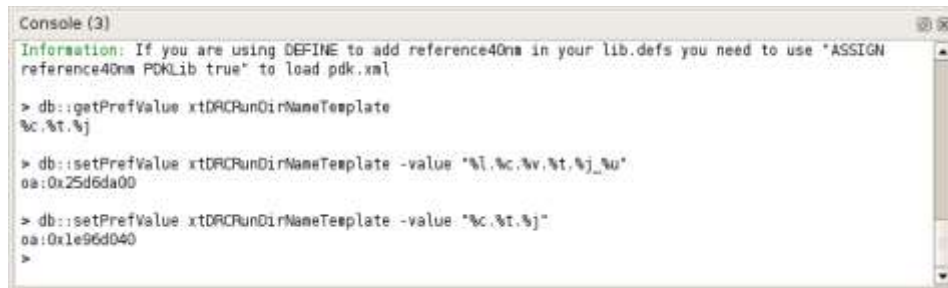 Console (3)
Information: If you are using DEFINE to add reference40nm in your lib.defs you need to use "ASSIGN
reference40nm PDKLib true" to load pdk.xml
> db::getPrefValue xtDRCRunDirNameTemplate
%c.%t.%j
> db::setPrefValue xtDRCRunDirNameTemplate -value "%l.%c.%v.%t.%j_%u"
oa:0x25d6da00
> db::setPrefValue xtDRCRunDirNameTemplate -value "%c.%t.%j"
oa:0x1e96d040
>